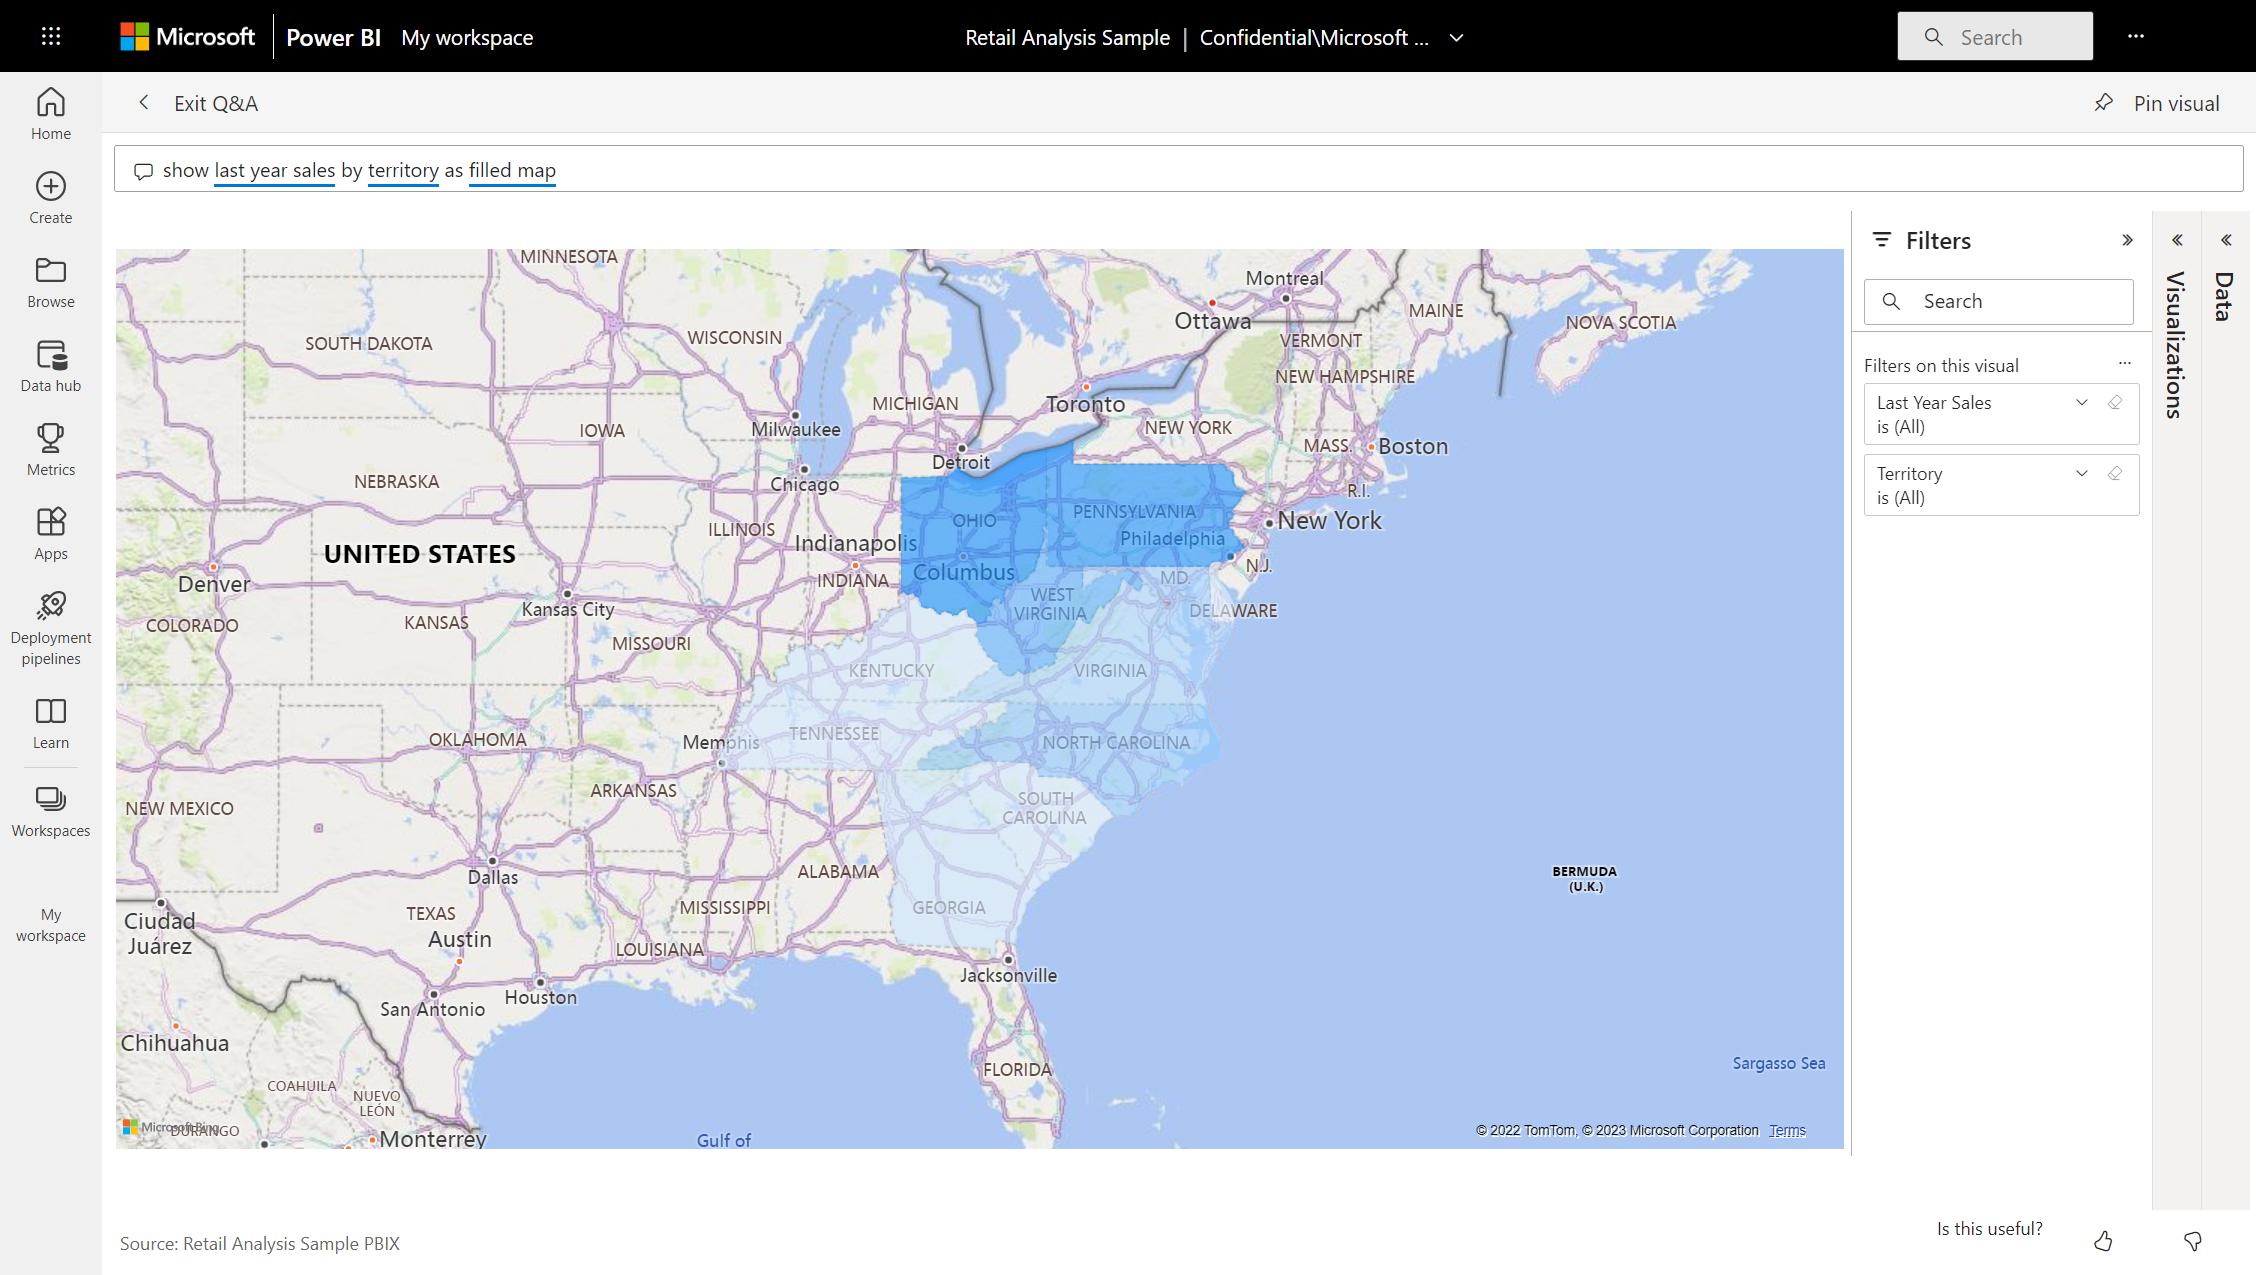 Microsoft Power BI My workspace
Retail Analysis Sample | Confidential\Microsoft ...
Search
Exit Q&A
Pin visual
Home
Create
Browse
Data hub
Metrics
Apps
Deployment
pipelines
Learn
Workspaces
My
workspace
show last year sales by territory as filled map
MINNESOTA
Montreal
MAINE
Ottawa
NOVA SCOTIA
SOUTH DAKOTA
WISCONSIN
VERMONT
NEW HAMPSHIRE
MICHIGAN
Toronto
IOWA
Milwaukee
NEW YORK
MASS.
Boston
Detroit
NEBRASKA
Chicago
R.I.
OHIO
PENNSYLVANIA
New York
ILLINOIS
Indianapolis
Philadelphia
UNITED STATES
N.J.
Denver
INDIANA
Columbus
MD.
WEST
VIRGINIA
Kansas City
DELAWARE
COLORADO
KANSAS
MISSOURI
KENTUCKY
VIRGINIA
OKLAHOMA
Memphis
TENNESSEE
NORTH CAROLINA
ARKANSAS
NEW MEXICO
SOUTH
CAROLINA
Dallas
ALABAMA
BERMUDA
(U.K.)
Ciudad
Juárez
TEXAS
MISSISSIPPI
GEORGIA
Austin
LOUISIANA
Jacksonville
San Antonio
Houston
Chihuahua
FLORIDA
Sargasso Sea
COAHUILA
NUEVO
LEÓN
Microsoft Bing
DURANGO
Monterrey
Gulf of
© 2022 TomTom, © 2023 Microsoft Corporation Terms
Filters
Search
Filters on this visual
Last Year Sales
is (All)
Territory
is (All)
Visualizations
Data
Source: Retail Analysis Sample PBIX
Is this useful?